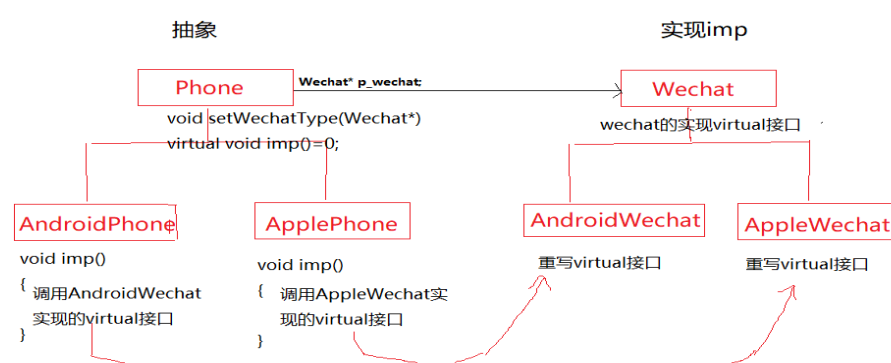 抽象
实现imp
Phone
Wechat* p_wechat;
Wechat
void setWechatType(Wechat*)
virtual void imp()=0;
wechat的实现virtual接口
AndroidPhone
ApplePhone
AndroidWechat
AppleWechat
void imp()
{ 调用AndroidWechat
实现的virtual接口
}
void imp()
{ 调用AppleWechat实
现的virtual接口
}
重写virtual接口
重写virtual接口